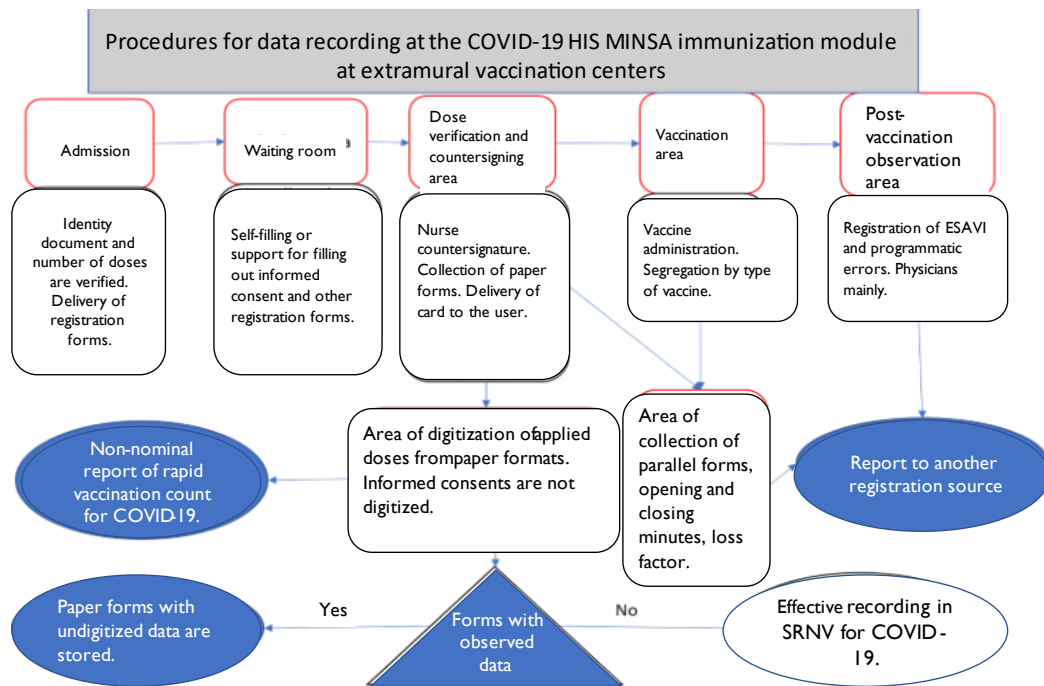 Procedures for data recording at the COVID-19 HIS MINSA immunization module
at extramural vaccination centers
Admission
Waiting room
Dose
verification and
countersigning
area
Vaccination
area
Post-
vaccination
observation
area
Identity
document and
number of doses
are verified.
Delivery of
registration
forms.
Self-filling or
support for filling
out informed
consent and other
registration forms.
Nurse
countersignature.
Collection of paper
forms. Delivery of
card to the user.
Vaccine
administration.
Segregation by type
of vaccine.
Registration of ESAVI
and programmatic
errors. Physicians
mainly.
Non-nominal
report of rapid
vaccination count
for COVID-19.
Area of digitization ofapplied
doses frompaper formats.
Informed consents are not
digitized.
Area of
collection of
parallel forms,
opening and
closing
minutes, loss
factor.
Report to another
registration source
Paper forms with
undigitized data are
stored.
Yes
Forms with
observed
data
No
Effective recording in
SRNV for COVID-
19.